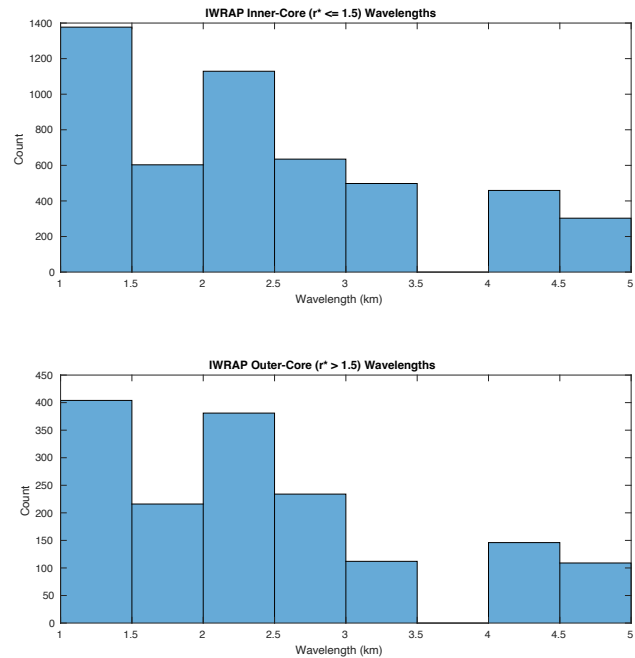 IWRAP Inner-Core (r* <= 1.5) Wavelengths
1400
1200
1000
800
600
400
200
0
Count
1 1.5 2 2.5 3 3.5 4 4.5 5
Wavelength (km)
IWRAP Outer-Core (r* > 1.5) Wavelengths
450
400
350
300
250
200
150
100
50
0
Count
1 1.5 2 2.5 3 3.5 4 4.5 5
Wavelength (km)